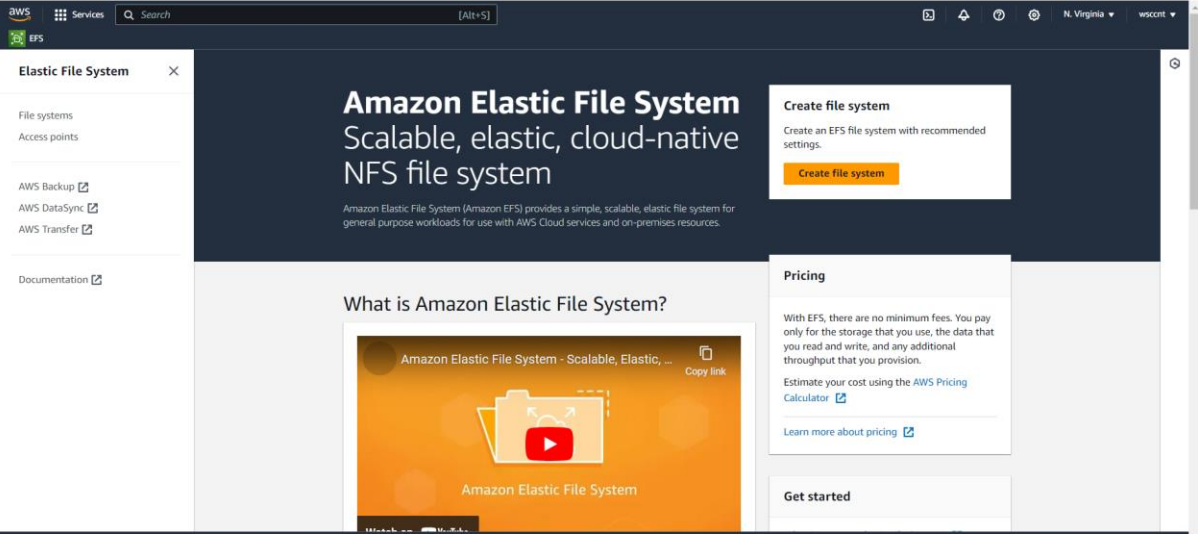 aws
Services
Search
[Alt+S]
N. Virginia
wsccnt
EFS
Elastic File System
File systems
Access points
AWS Backup
AWS DataSync
AWS Transfer
Documentation
Amazon Elastic File System
Scalable, elastic, cloud-native
NFS file system
Amazon Elastic File System (Amazon EFS) provides a simple, scalable, elastic file system for
general purpose workloads for use with AWS Cloud services and on-premises resources.
Create file system
Create an EFS file system with recommended
settings.
Create file system
What is Amazon Elastic File System?
Amazon Elastic File System - Scalable, Elastic, ...
Copy link
Amazon Elastic File System
Watch on YouTube
Pricing
With EFS, there are no minimum fees. You pay
only for the storage that you use, the data that
you read and write, and any additional
throughput that you provision.
Estimate your cost using the AWS Pricing
Calculator
Learn more about pricing
Get started